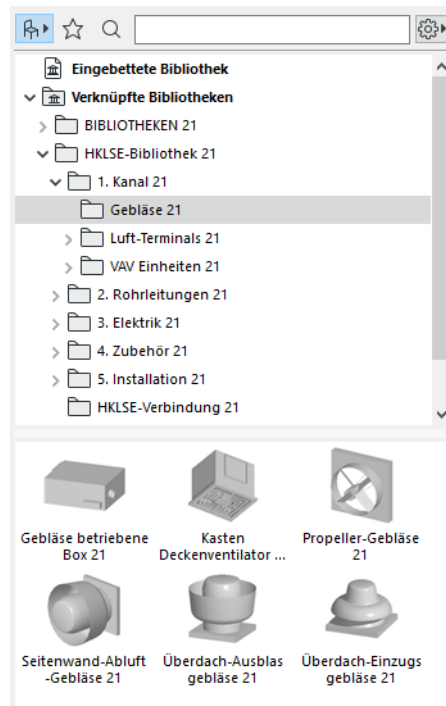 Eingebettete Bibliothek
Verknüpfte Bibliotheken
BIBLIOTHEKEN 21
HKLSE-Bibliothek 21
1. Kanal 21
Gebläse 21
Luft-Terminals 21
VAV Einheiten 21
2. Rohrleitungen 21
3. Elektrik 21
4. Zubehör 21
5. Installation 21
HKLSE-Verbindung 21
Gebläse betriebene
Box 21
Kasten
Deckenventilator ...
Propeller-Gebläse
21
Seitenwand-Abluft
-Gebläse 21
Überdach-Ausblas
gebläse 21
Überdach-Einzugs
gebläse 21